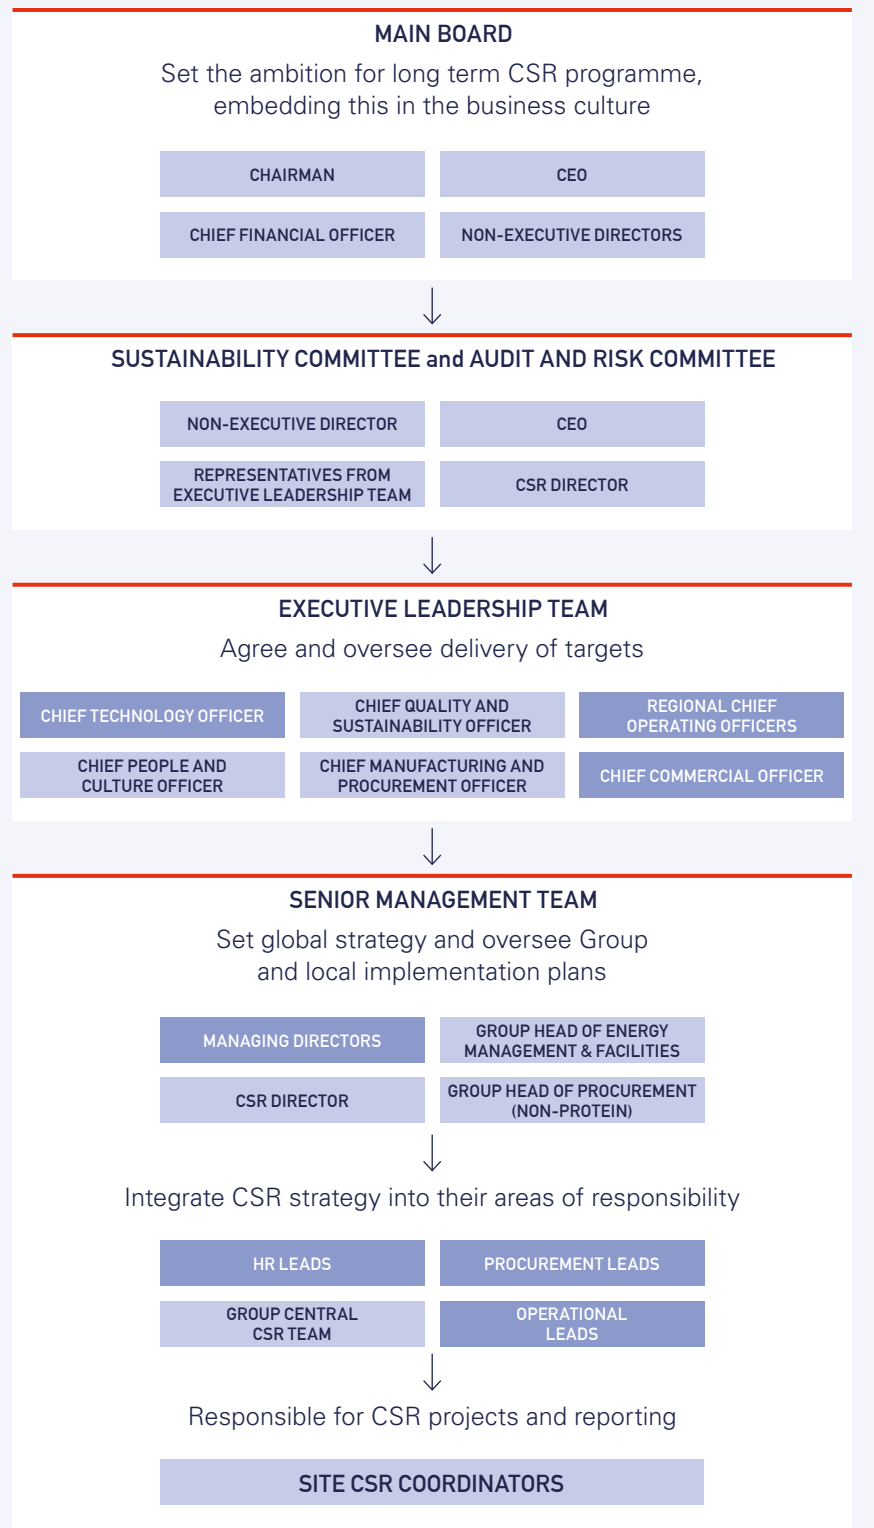 MAIN BOARD
Set the ambition for long term CSR programme,
embedding this in the business culture
CHAIRMAN
CEO
CHIEF FINANCIAL OFFICER
NON-EXECUTIVE DIRECTORS
SUSTAINABILITY COMMITTEE and AUDIT AND RISK COMMITTEE
NON-EXECUTIVE DIRECTOR
CEO
REPRESENTATIVES FROM
EXECUTIVE LEADERSHIP TEAM
CSR DIRECTOR
EXECUTIVE LEADERSHIP TEAM
Agree and oversee delivery of targets
CHIEF TECHNOLOGY OFFICER
CHIEF QUALITY AND
SUSTAINABILITY OFFICER
REGIONAL CHIEF
OPERATING OFFICERS
CHIEF PEOPLE AND
CULTURE OFFICER
CHIEF MANUFACTURING AND
PROCUREMENT OFFICER
CHIEF COMMERCIAL OFFICER
SENIOR MANAGEMENT TEAM
Set global strategy and oversee Group
and local implementation plans
MANAGING DIRECTORS
GROUP HEAD OF ENERGY
MANAGEMENT & FACILITIES
CSR DIRECTOR
GROUP HEAD OF PROCUREMENT
(NON-PROTEIN)
Integrate CSR strategy into their areas of responsibility
HR LEADS
PROCUREMENT LEADS
GROUP CENTRAL
CSR TEAM
OPERATIONAL
LEADS
Responsible for CSR projects and reporting
SITE CSR COORDINATORS